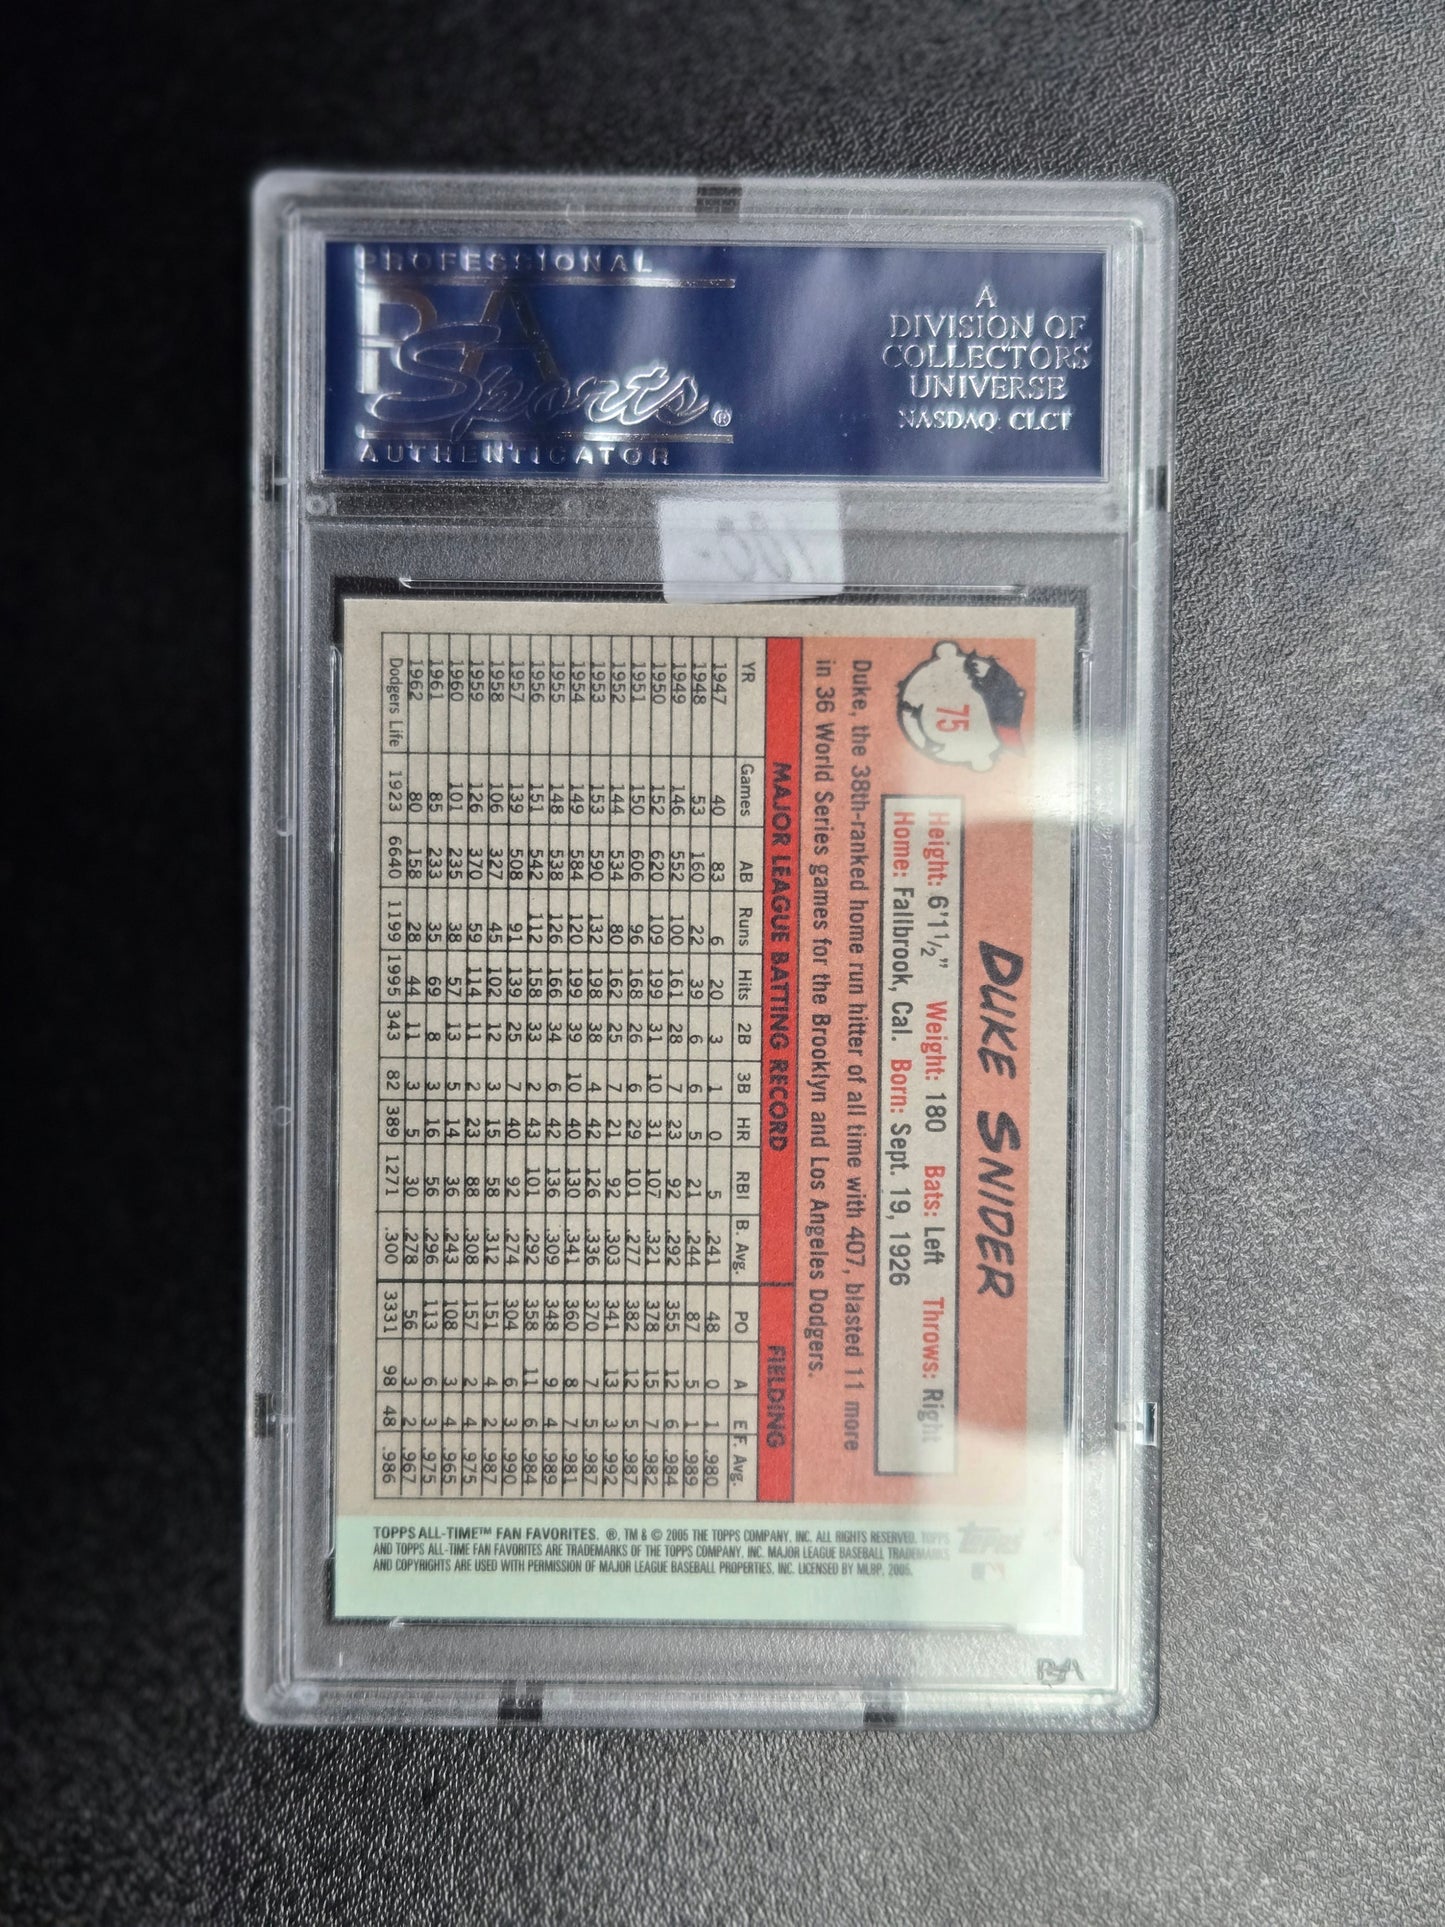 PROFESSIONAL
PSA
Sports®
AUTHENTICATOR
A
DIVISION OF
COLLECTORS
UNIVERSE
NASDAQ: CLCT
100-
75
DUKE SNIDER
Height: 6'1½" Weight: 180 Bats: Left Throws: Right
Home: Fallbrook, Cal. Born: Sept. 19, 1926
Duke, the 38th-ranked home run hitter of all time with 407, blasted 11 more
in 36 World Series games for the Brooklyn and Los Angeles Dodgers.
MAJOR LEAGUE BATTING RECORD FIELDING
YR Games AB Runs Hits 2B 3B HR RBI B. Avg. PO A E F. Avg.
1947 40 83 6 20 3 1 0 5 .241 48 0 1 .980
1948 53 160 22 39 6 6 5 21 .244 87 5 1 .989
1949 146 552 100 161 28 7 23 92 .292 355 12 6 .984
1950 152 620 109 199 31 10 31 107 .321 378 15 7 .982
1951 150 606 96 168 26 6 29 101 .277 382 12 5 .987
1952 144 534 80 162 25 7 21 92 .303 341 13 3 .992
1953 153 590 132 198 38 4 42 126 .336 370 7 5 .987
1954 149 584 120 199 39 10 40 130 .341 360 8 7 .981
1955 148 538 126 166 34 6 42 136 .309 348 9 4 .989
1956 151 542 112 158 33 2 43 101 .292 358 11 6 .984
1957 139 508 91 139 25 7 40 92 .274 304 6 3 .990
1958 106 327 45 102 12 3 15 58 .312 151 4 2 .987
1959 126 370 59 114 11 2 23 88 .308 157 2 4 .975
1960 101 235 38 57 13 5 14 36 .243 108 3 4 .965
1961 85 233 35 69 8 3 16 56 .296 113 6 3 .975
1962 80 158 28 44 11 3 5 30 .278 56 3 2 .967
Dodgers Life 1923 6640 1199 1995 343 82 389 1271 .300 3331 98 48 .986
TOPPS ALL-TIME™ FAN FAVORITES. ®, TM & © 2005 THE TOPPS COMPANY, INC. ALL RIGHTS RESERVED. TOPPS
AND TOPPS ALL-TIME FAN FAVORITES ARE TRADEMARKS OF THE TOPPS COMPANY, INC. MAJOR LEAGUE BASEBALL TRADEMARKS
AND COPYRIGHTS ARE USED WITH PERMISSION OF MAJOR LEAGUE BASEBALL PROPERTIES, INC. LICENSED BY MLBP, 2005.
topps
PSA